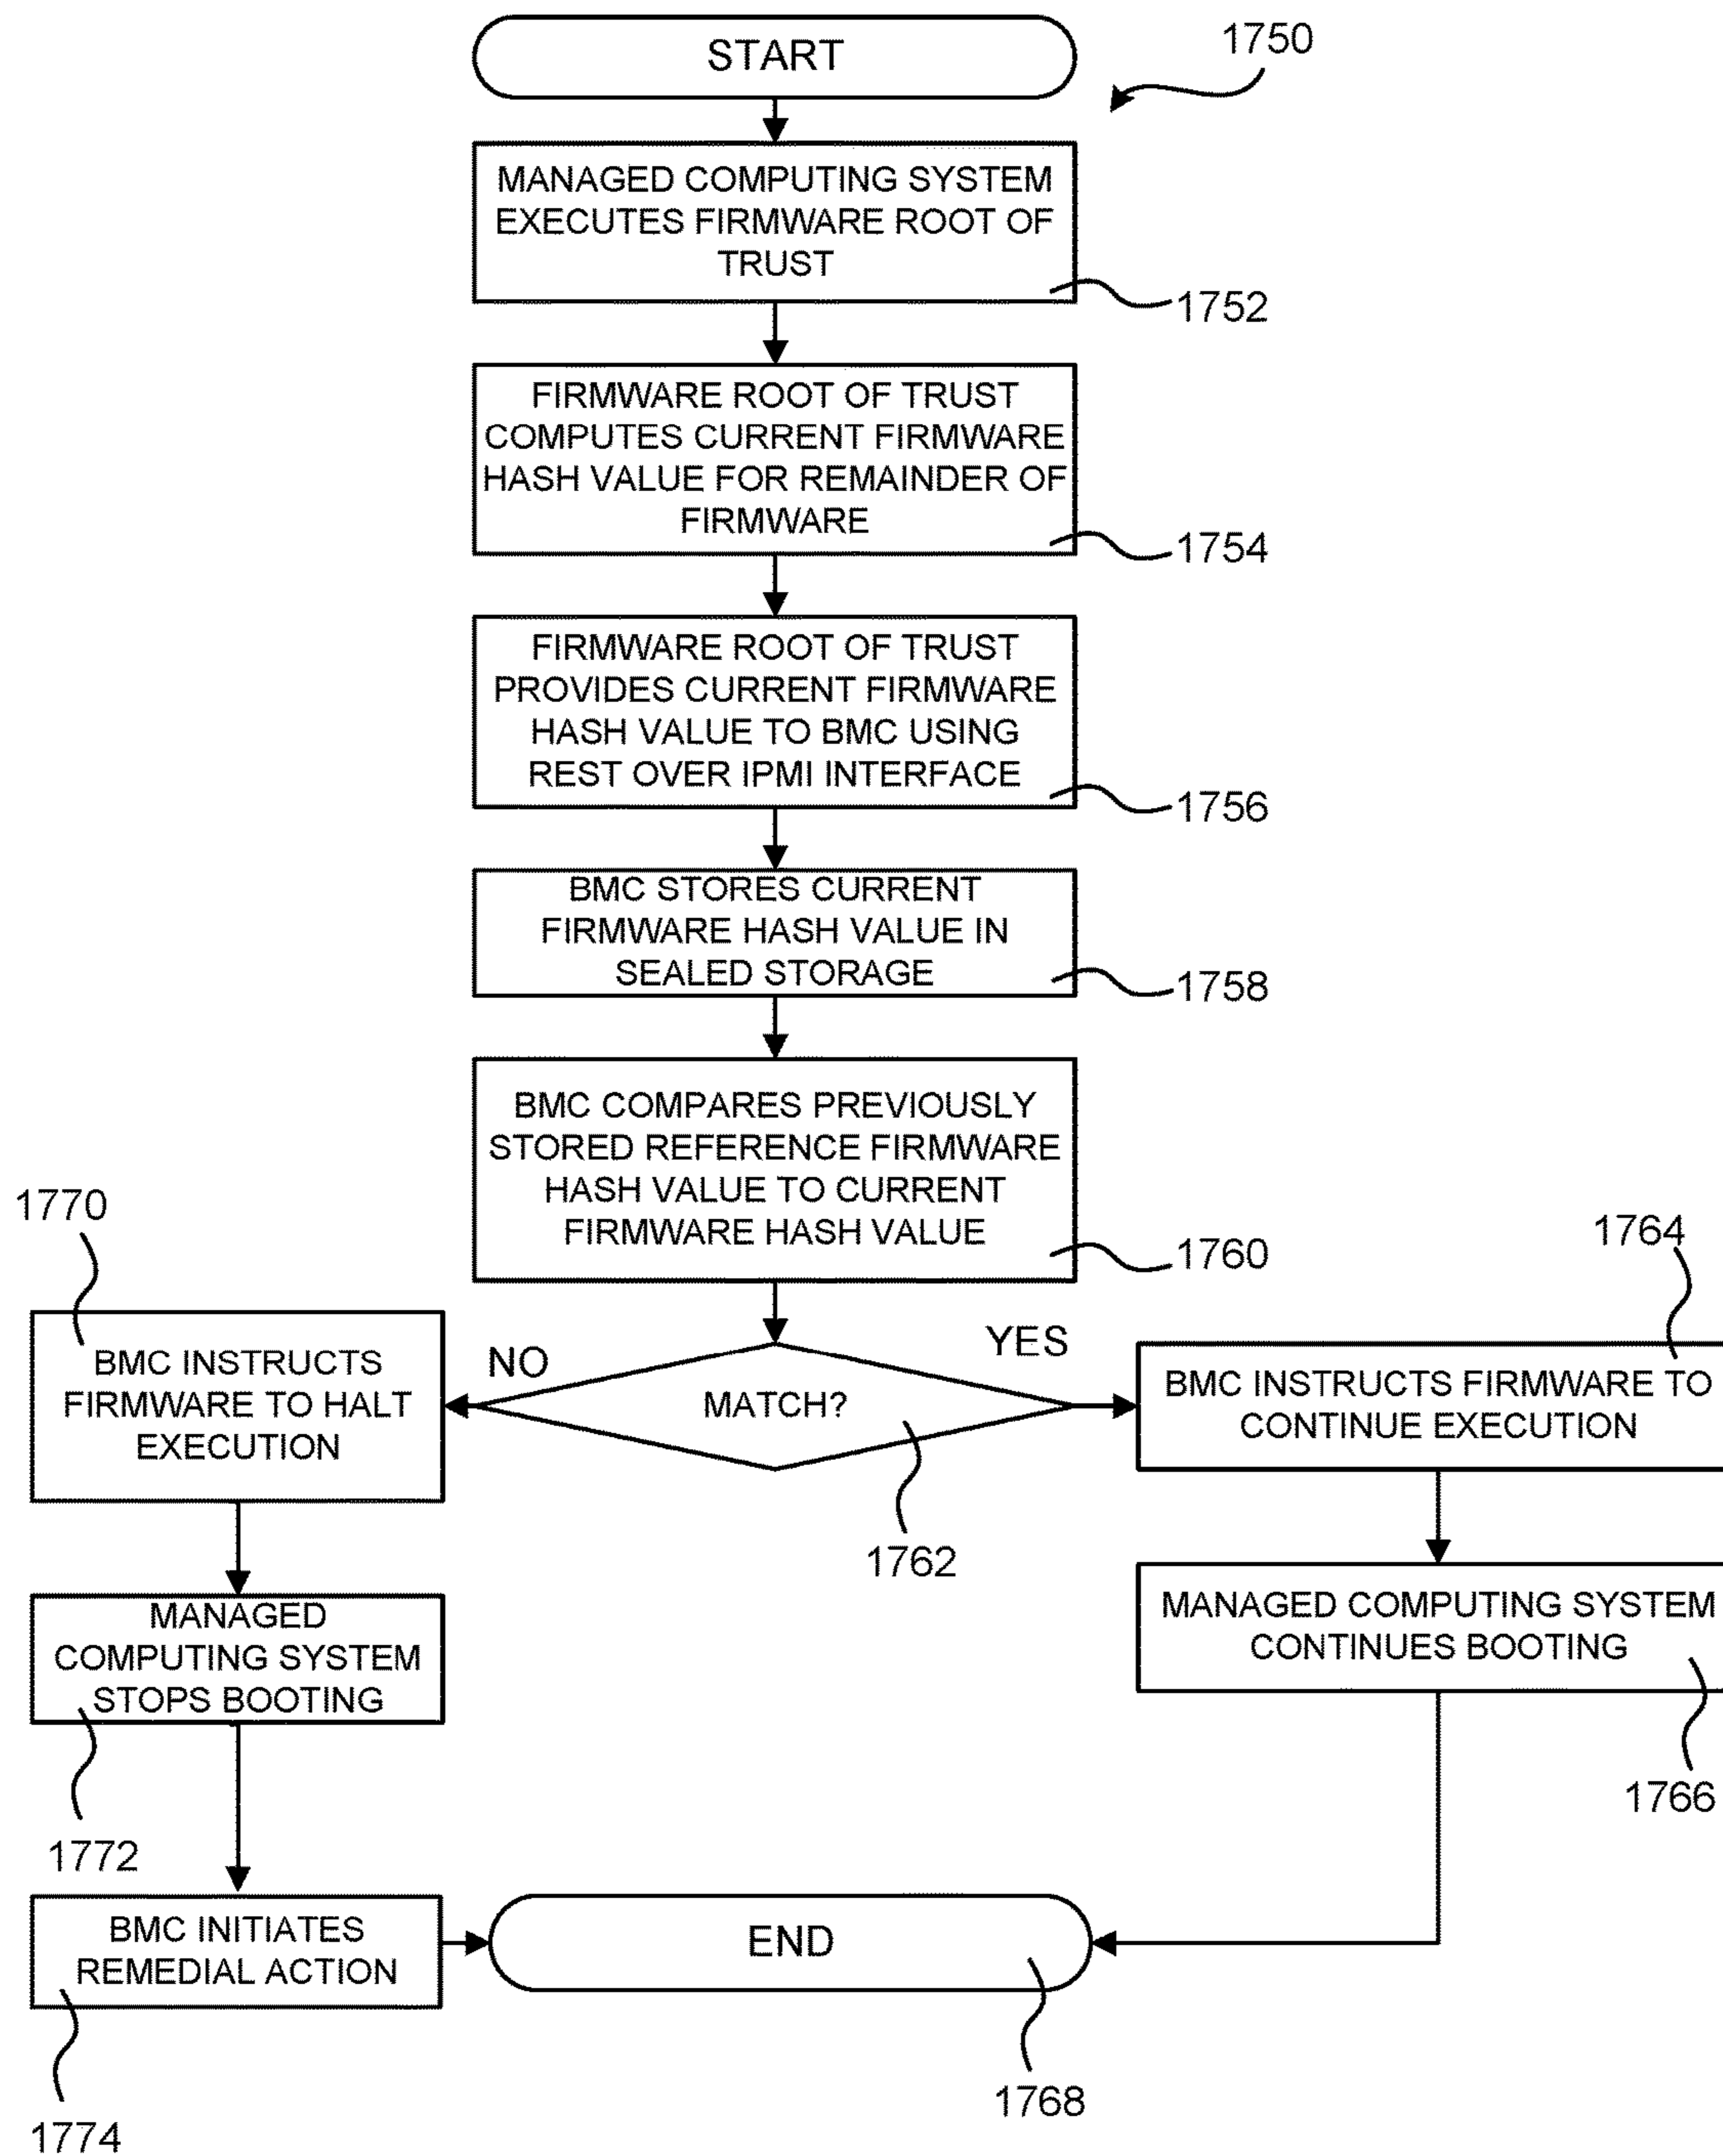 START
1750
MANAGED COMPUTING SYSTEM
EXECUTES FIRMWARE ROOT OF
TRUST
1752
FIRMWARE ROOT OF TRUST
COMPUTES CURRENT FIRMWARE
HASH VALUE FOR REMAINDER OF
FIRMWARE
1754
FIRMWARE ROOT OF TRUST
PROVIDES CURRENT FIRMWARE
HASH VALUE TO BMC USING
REST OVER IPMI INTERFACE
1756
BMC STORES CURRENT
FIRMWARE HASH VALUE IN
SEALED STORAGE
1758
BMC COMPARES PREVIOUSLY
STORED REFERENCE FIRMWARE
HASH VALUE TO CURRENT
FIRMWARE HASH VALUE
1760
MATCH?
1762
NO
YES
1770
BMC INSTRUCTS
FIRMWARE TO HALT
EXECUTION
1764
BMC INSTRUCTS FIRMWARE TO
CONTINUE EXECUTION
MANAGED
COMPUTING SYSTEM
STOPS BOOTING
1772
MANAGED COMPUTING SYSTEM
CONTINUES BOOTING
1766
BMC INITIATES
REMEDIAL ACTION
1774
END
1768